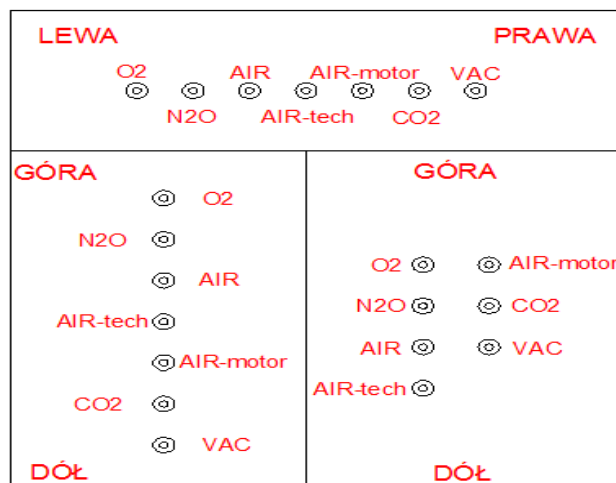 LEWA PRAWA
O2 AIR AIR-motor VAC
N2O AIR-tech CO2
GÓRA
O2
N2O
AIR
AIR-tech
AIR-motor
CO2
VAC
DÓŁ
GÓRA
O2 AIR-motor
N2O CO2
AIR VAC
AIR-tech
DÓŁ